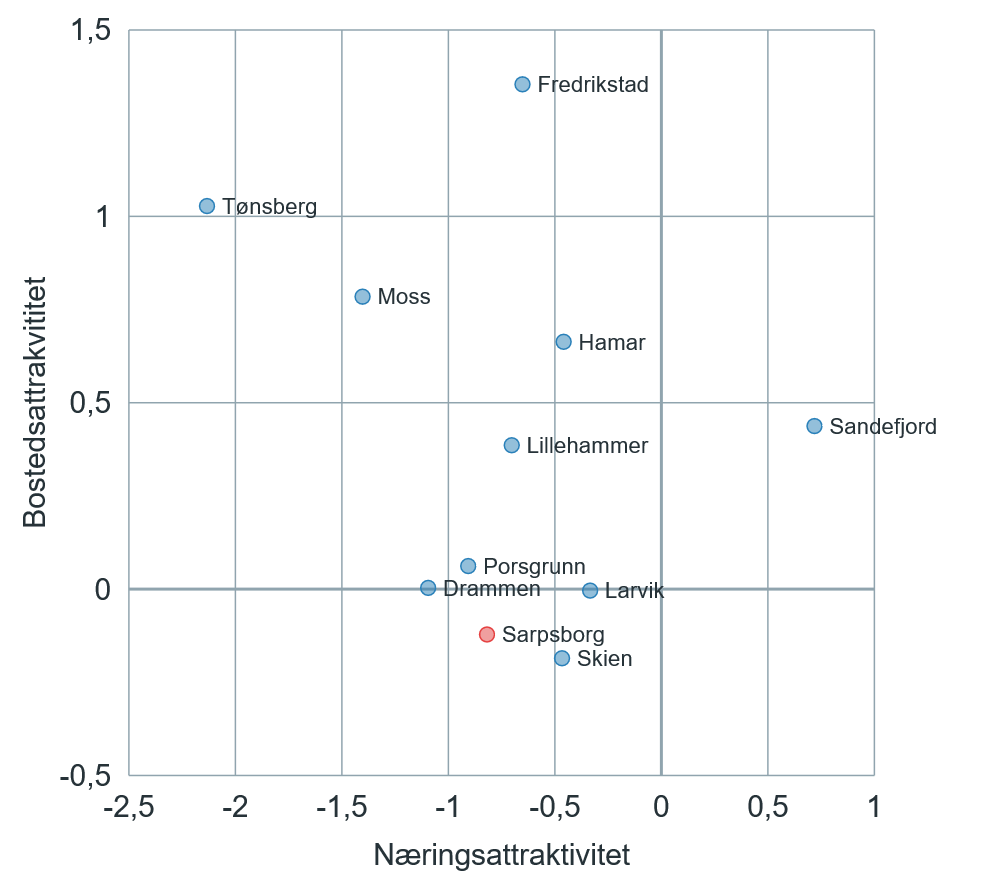 1,5
Fredrikstad
Tønsberg
1
Moss
Hamar
0,5
Sandefjord
Lillehammer
Bostedsattrakvititet
Porsgrunn
Drammen
0
Larvik
Sarpsborg
Skien
-0,5
-2,5 -2 -1,5 -1 -0,5 0 0,5 1
Næringsattraktivitet